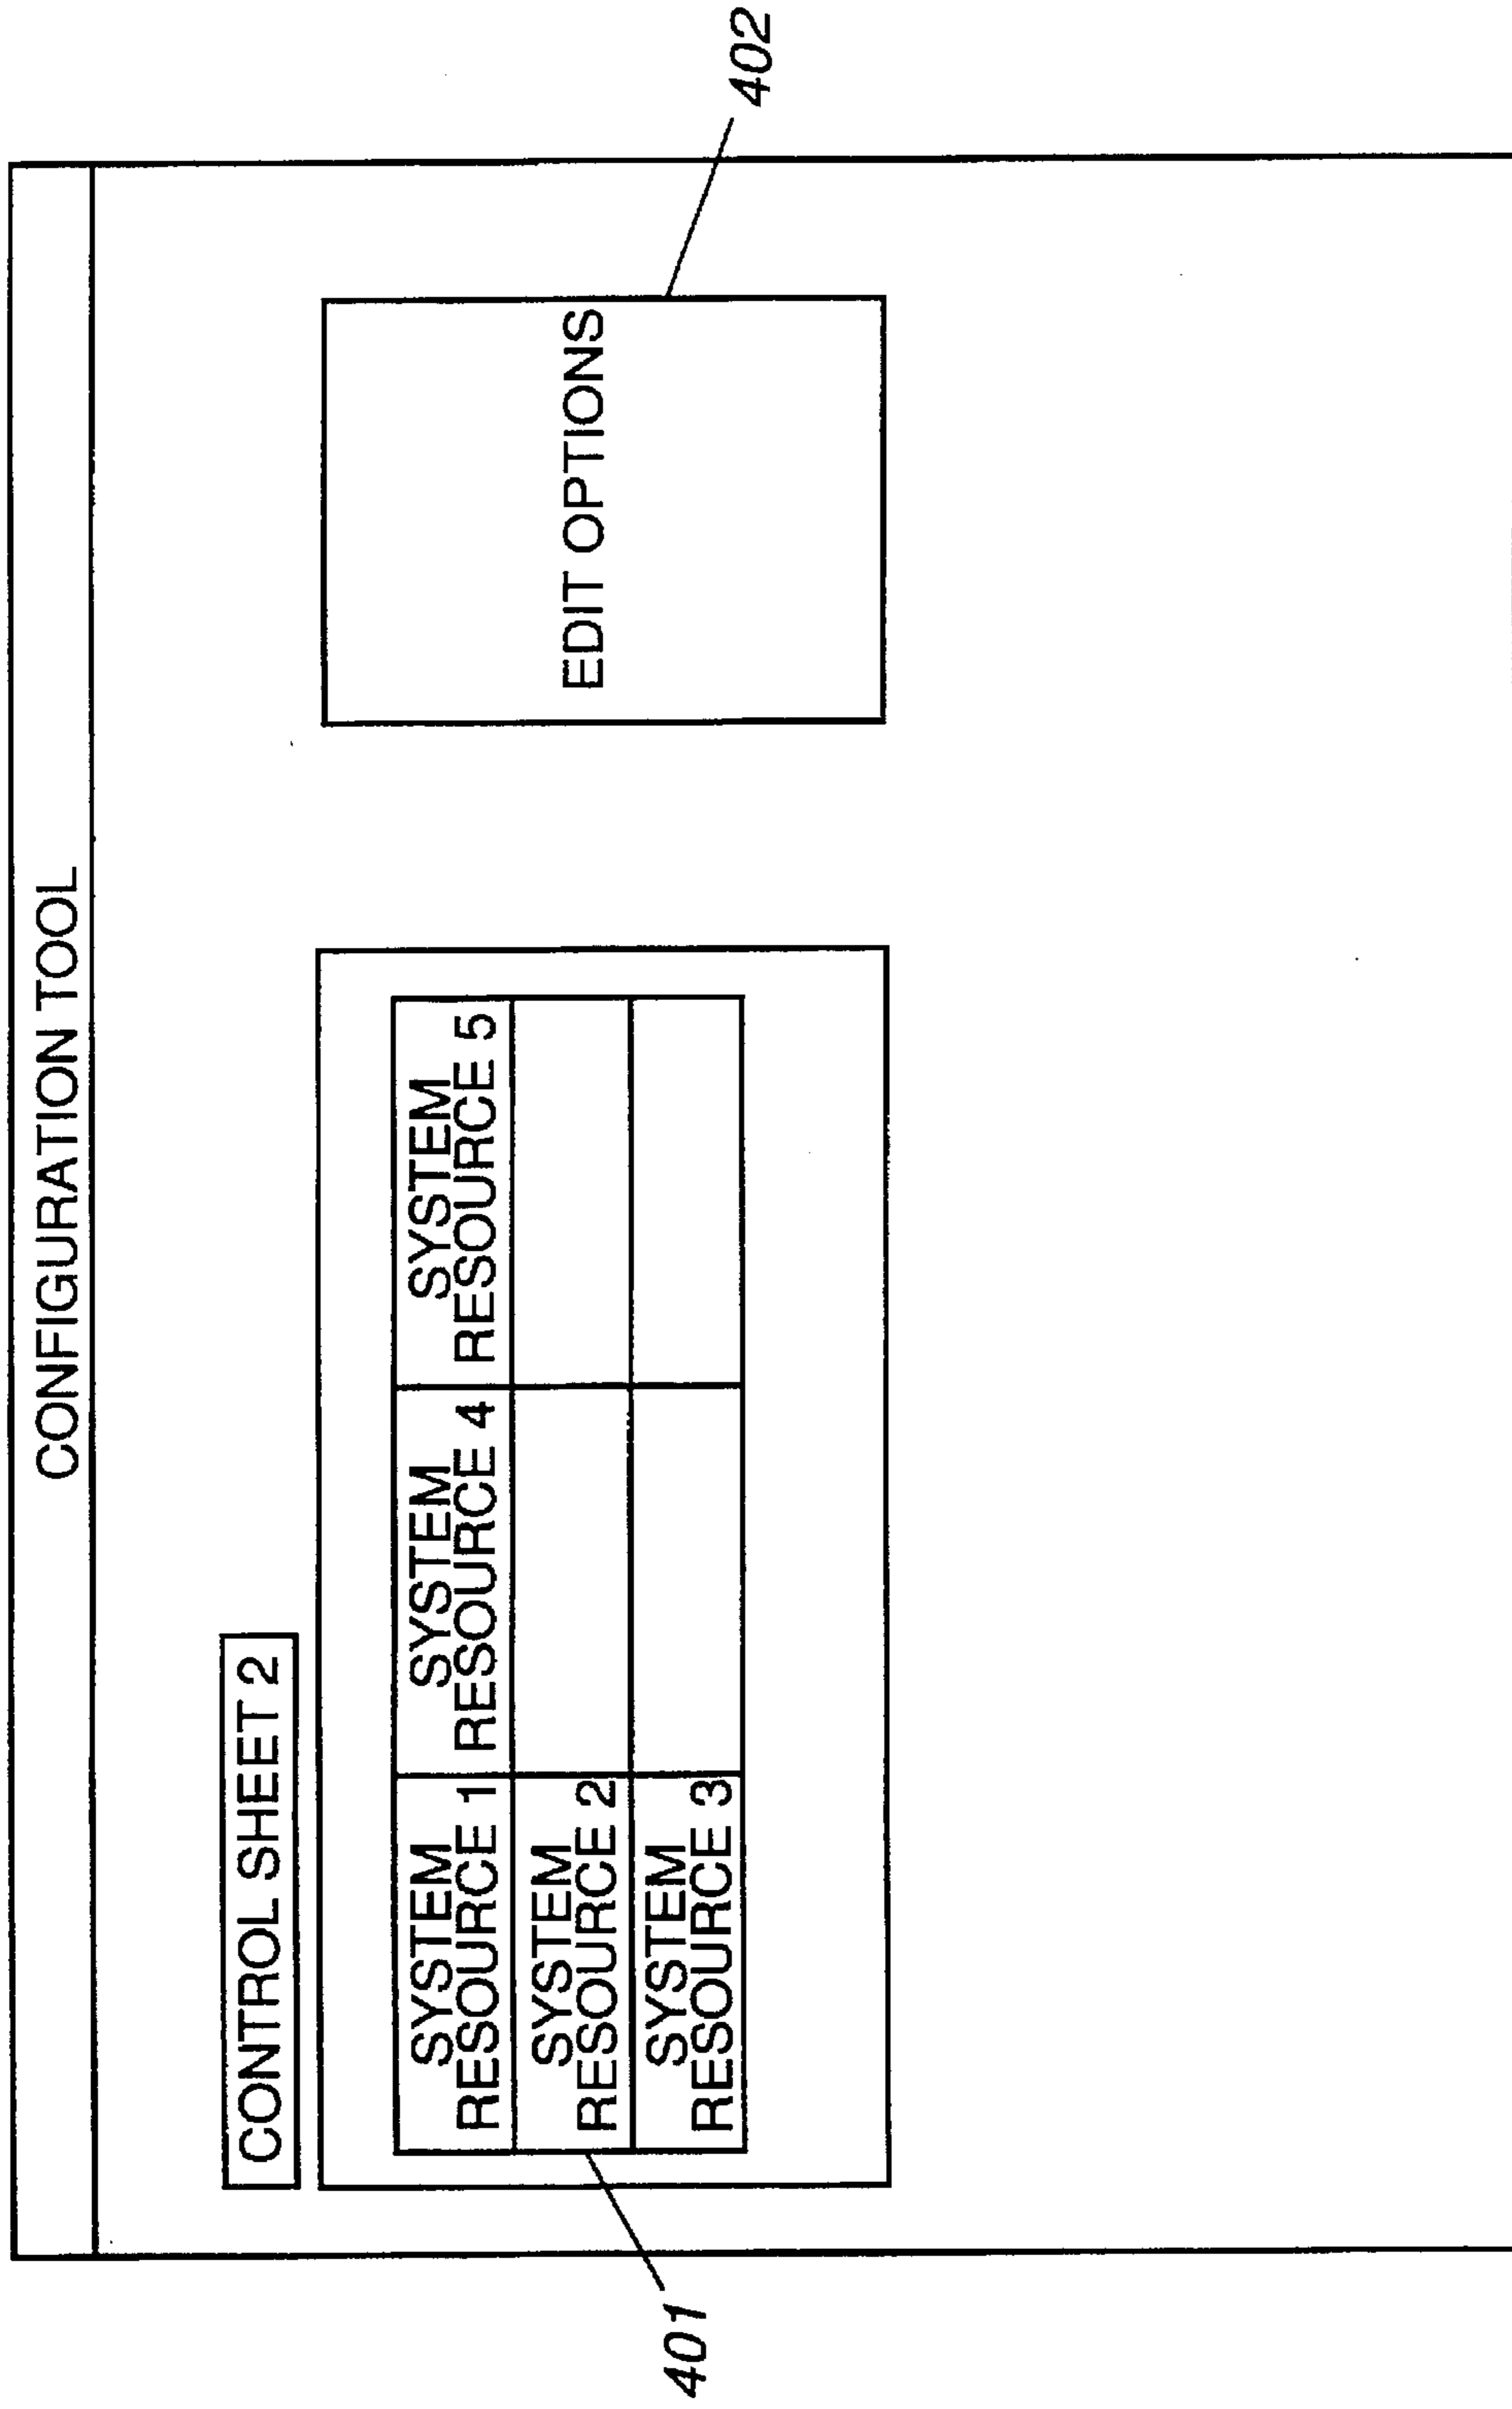 CONFIGURATION TOOL
CONTROL SHEET 2
SYSTEM
RESOURCE 1
SYSTEM
RESOURCE 4
SYSTEM
RESOURCE 5
SYSTEM
RESOURCE 2
SYSTEM
RESOURCE 3
EDIT OPTIONS
401
402